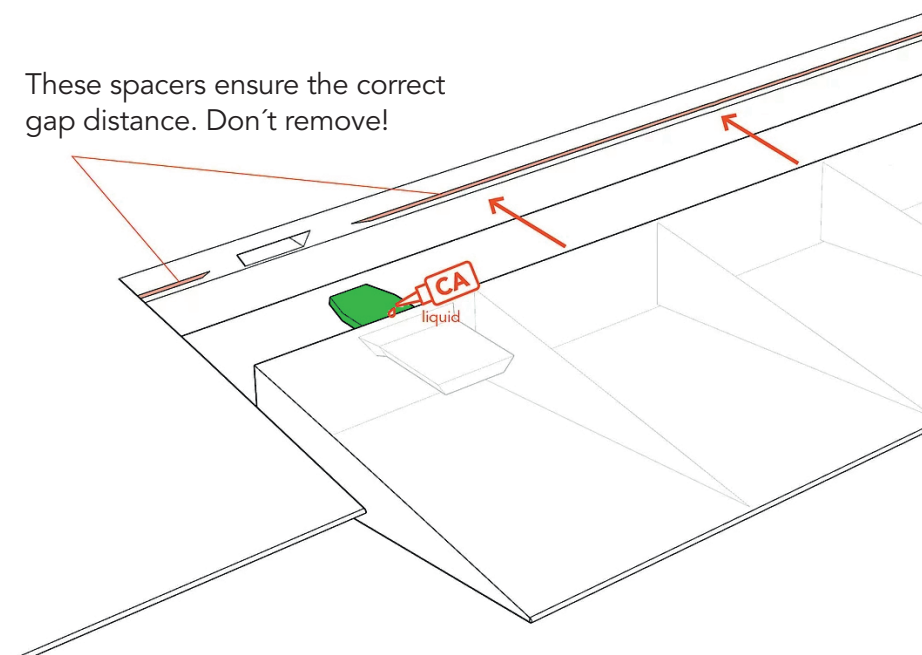 These spacers ensure the correct
gap distance. Don´t remove!
CA
liquid